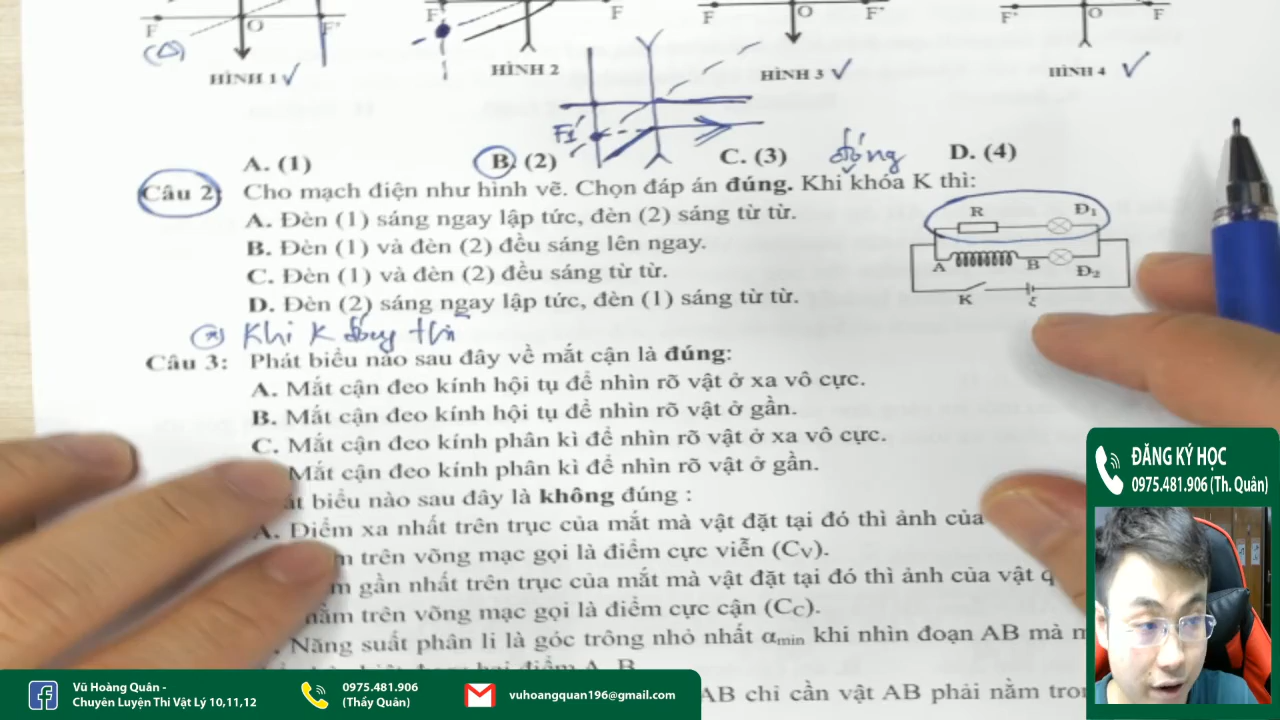 F
O
F'
F'
F
F
O
F'
F'
O
F
(Δ)
HÌNH 1
HÌNH 2
HÌNH 3
HÌNH 4
A. (1)
B. (2)
C. (3)
đóng
D. (4)
Câu 2: Cho mạch điện như hình vẽ. Chọn đáp án đúng. Khi khóa K thì:
A. Đèn (1) sáng ngay lập tức, đèn (2) sáng từ từ.
B. Đèn (1) và đèn (2) đều sáng lên ngay.
C. Đèn (1) và đèn (2) đều sáng từ từ.
D. Đèn (2) sáng ngay lập tức, đèn (1) sáng từ từ.
R
Đ1
A
B
Đ2
K
ξ
Khi K đóng thì
Câu 3: Phát biểu nào sau đây về mắt cận là đúng:
A. Mắt cận đeo kính hội tụ để nhìn rõ vật ở xa vô cực.
B. Mắt cận đeo kính hội tụ để nhìn rõ vật ở gần.
C. Mắt cận đeo kính phân kì để nhìn rõ vật ở xa vô cực.
Mắt cận đeo kính phân kì để nhìn rõ vật ở gần.
át biểu nào sau đây là không đúng :
A. Điểm xa nhất trên trục của mắt mà vật đặt tại đó thì ảnh của
m trên võng mạc gọi là điểm cực viễn (CV).
m gần nhất trên trục của mắt mà vật đặt tại đó thì ảnh của vật q
nằm trên võng mạc gọi là điểm cực cận (CC).
Năng suất phân li là góc trông nhỏ nhất αmin khi nhìn đoạn AB mà m
hai điểm A, B
AB chỉ cần vật AB phải nằm tron
ĐĂNG KÝ HỌC
0975.481.906 (Th. Quân)
Vũ Hoàng Quân -
Chuyên Luyện Thi Vật Lý 10,11,12
0975.481.906
(Thầy Quân)
vuhoangquan196@gmail.com